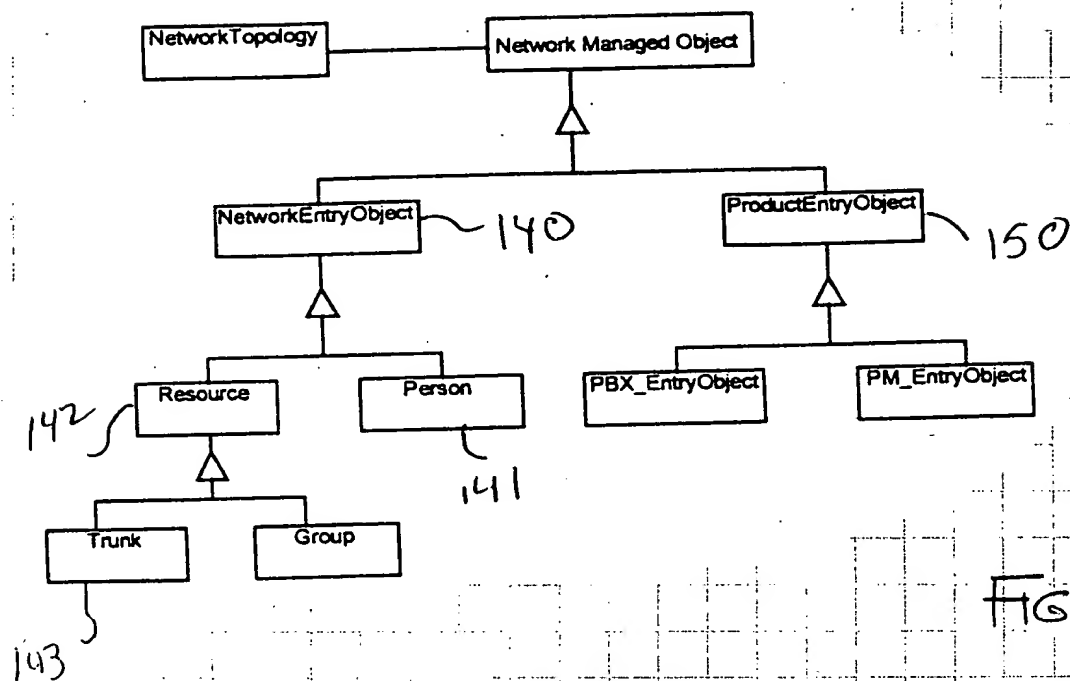 NetworkTopology
Network Managed Object
NetworkEntryObject
140
ProductEntryObject
150
Resource
Person
PBX_EntryObject
PM_EntryObject
142
141
Trunk
Group
143
FIG